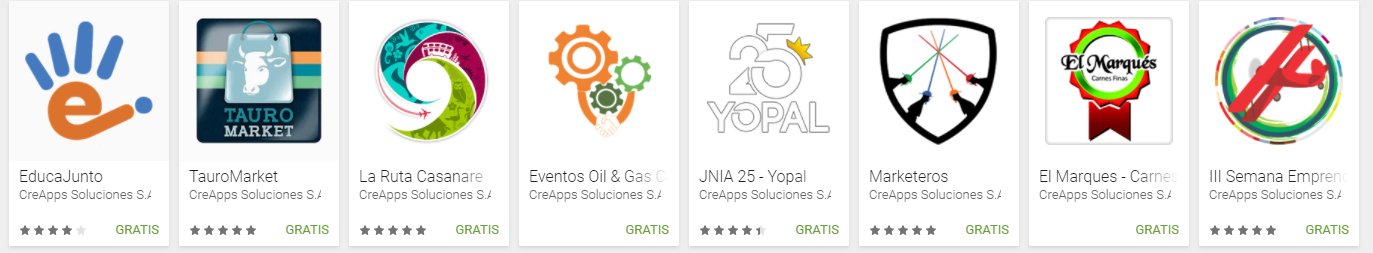 e
TAURO
MARKET
25
YOPAL
El Marqués
Carnes Finas
EducaJunto
CreApps Soluciones S.A
GRATIS
TauroMarket
CreApps Soluciones S.A
GRATIS
La Ruta Casanare
CreApps Soluciones S.A
GRATIS
Eventos Oil & Gas C
CreApps Soluciones S.A
GRATIS
JNIA 25 - Yopal
CreApps Soluciones S.A
GRATIS
Marketeros
CreApps Soluciones S.A
GRATIS
El Marques - Carnes
CreApps Soluciones S.A
GRATIS
III Semana Emprend
CreApps Soluciones S.A
GRATIS